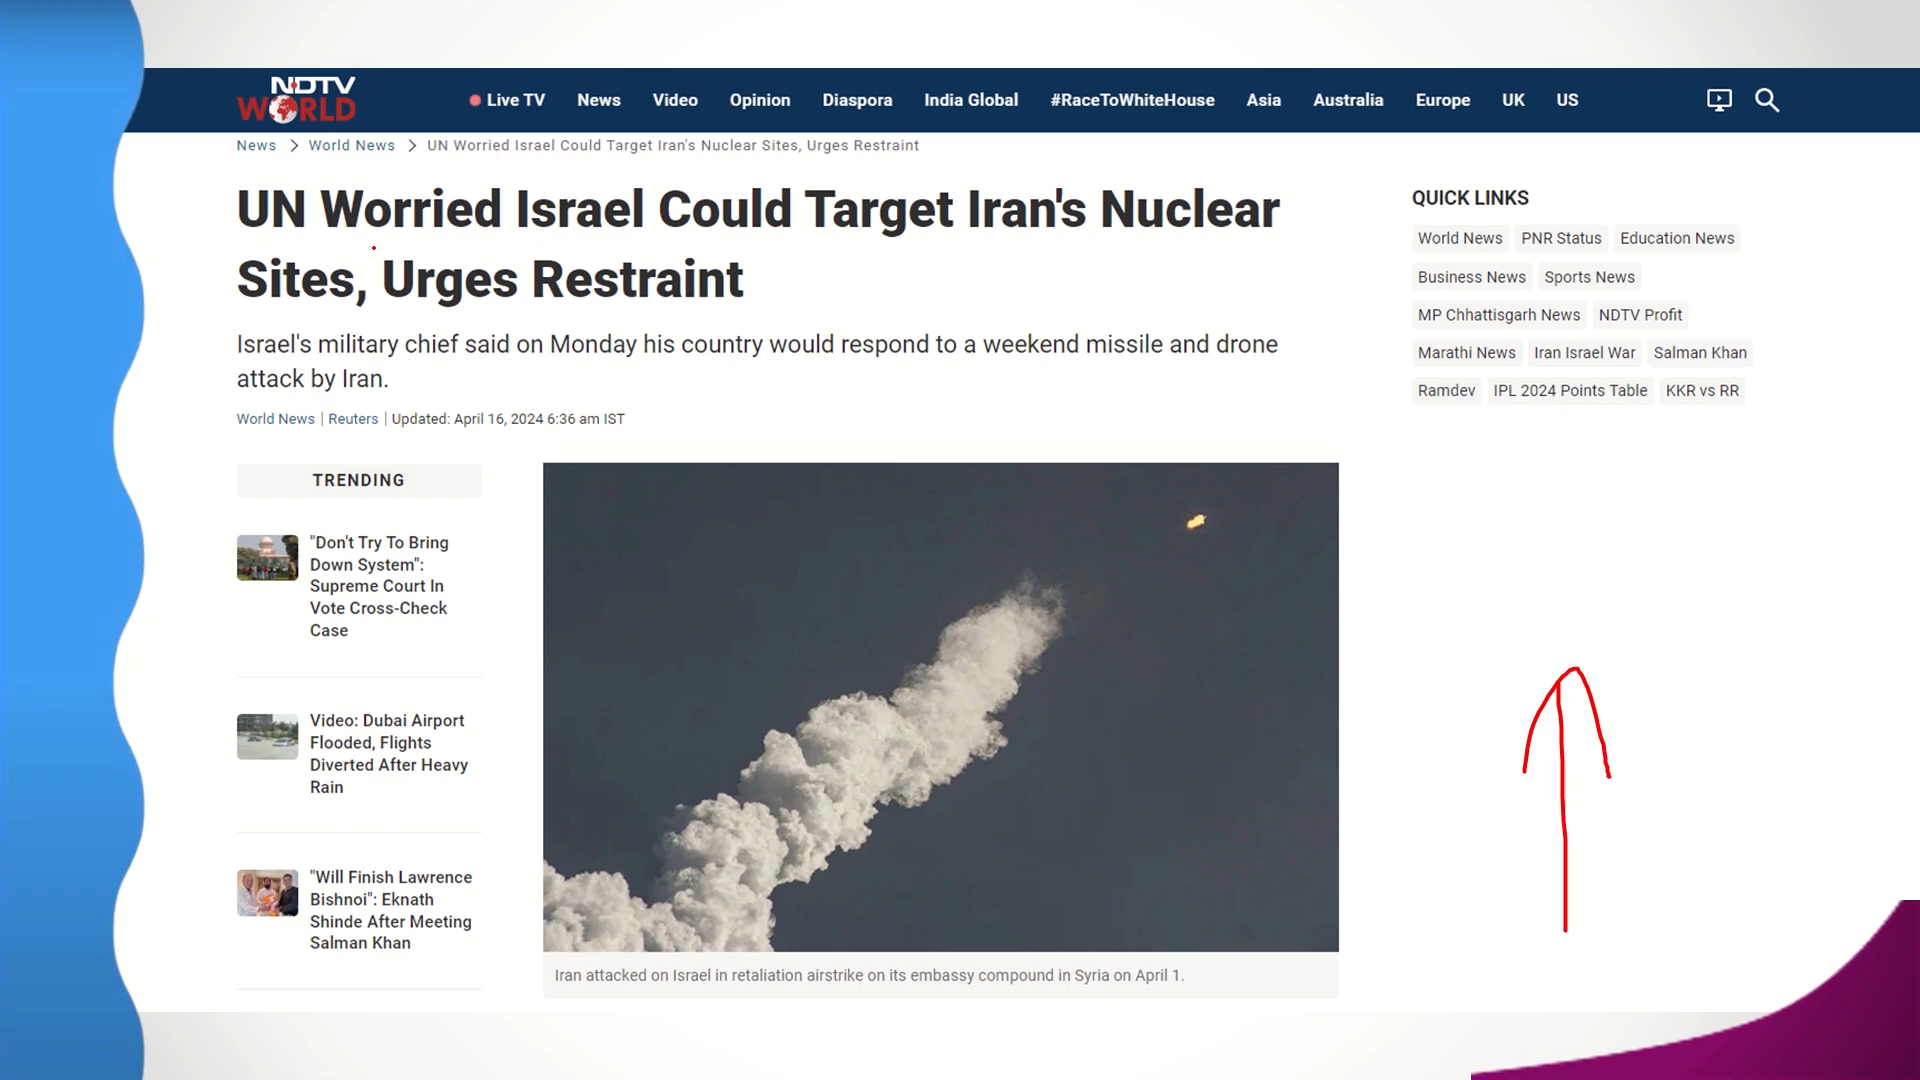 NDTV
WORLD
Live TV News Video Opinion Diaspora India Global #RaceToWhiteHouse Asia Australia Europe UK US
News > World News > UN Worried Israel Could Target Iran's Nuclear Sites, Urges Restraint
UN Worried Israel Could Target Iran's Nuclear
Sites, Urges Restraint
Israel's military chief said on Monday his country would respond to a weekend missile and drone
attack by Iran.
World News | Reuters | Updated: April 16, 2024 6:36 am IST
TRENDING
"Don't Try To Bring
Down System":
Supreme Court In
Vote Cross-Check
Case
Video: Dubai Airport
Flooded, Flights
Diverted After Heavy
Rain
"Will Finish Lawrence
Bishnoi": Eknath
Shinde After Meeting
Salman Khan
Iran attacked on Israel in retaliation airstrike on its embassy compound in Syria on April 1.
QUICK LINKS
World News PNR Status Education News
Business News Sports News
MP Chhattisgarh News NDTV Profit
Marathi News Iran Israel War Salman Khan
Ramdev IPL 2024 Points Table KKR vs RR